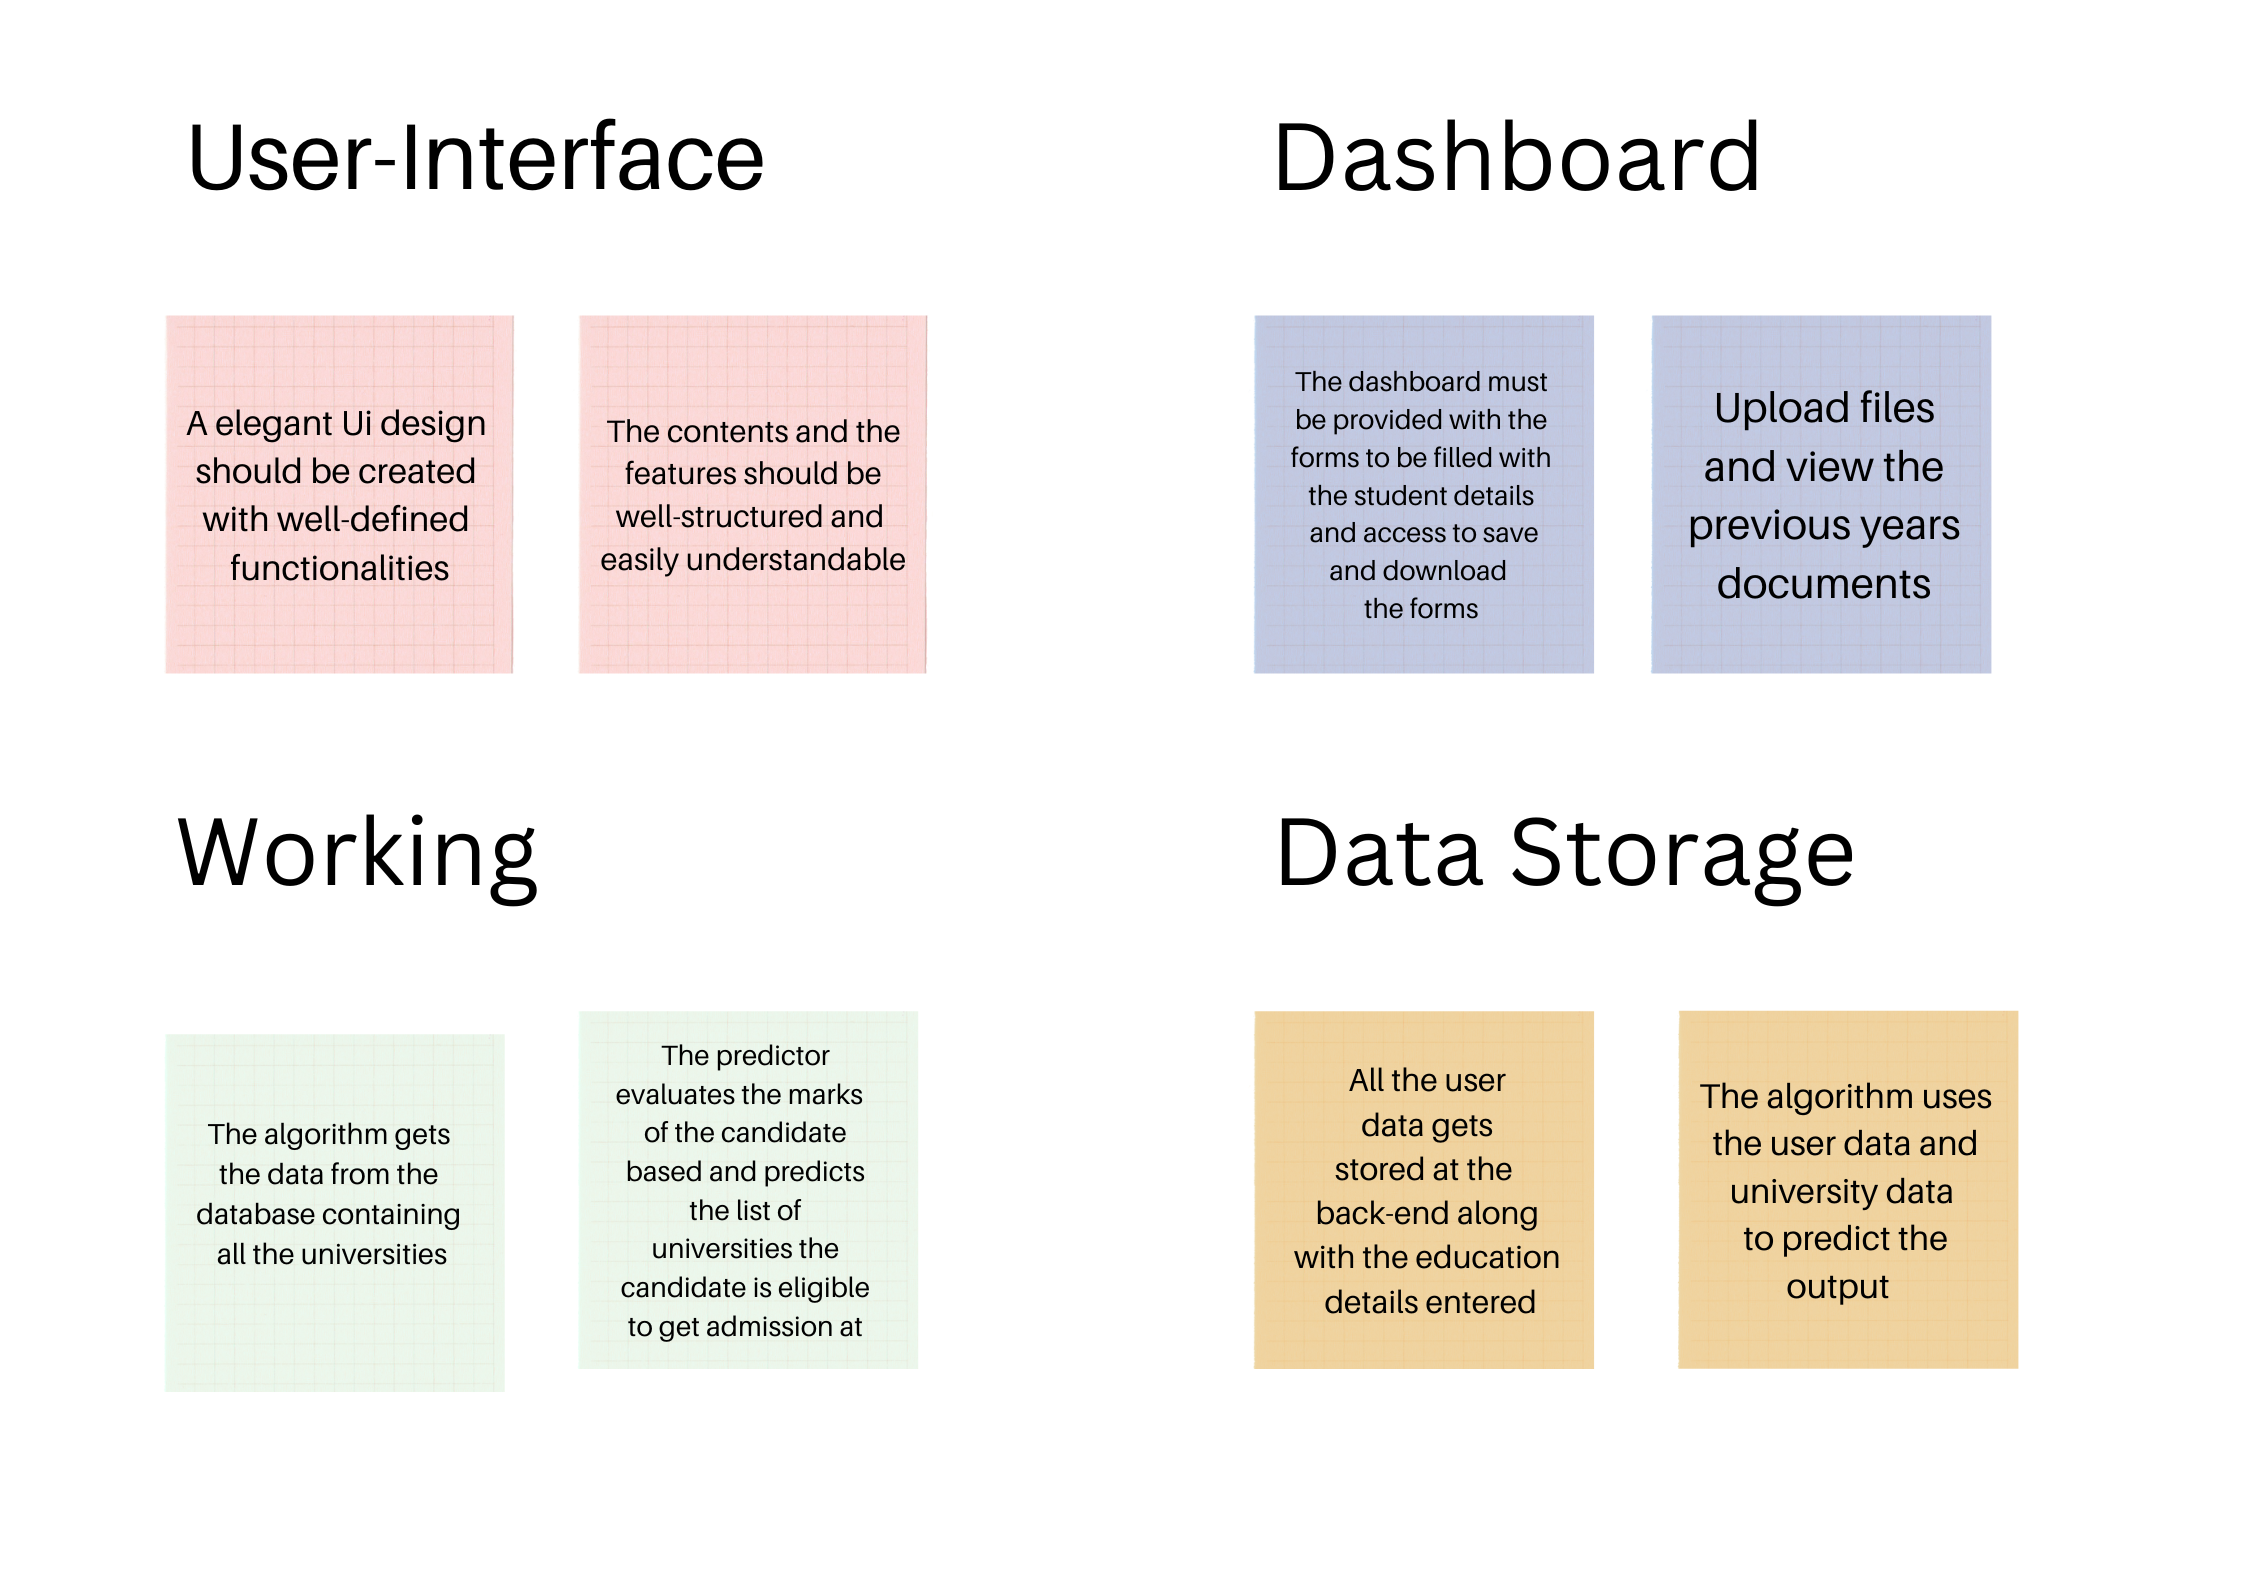 User-Interface
A elegant Ui design
should be created
with well-defined
functionalities
The contents and the
features should be
well-structured and
easily understandable
Dashboard
The dashboard must
be provided with the
forms to be filled with
the student details
and access to save
and download
the forms
Upload files
and view the
previous years
documents
Working
The algorithm gets
the data from the
database containing
all the universities
The predictor
evaluates the marks
of the candidate
based and predicts
the list of
universities the
candidate is eligible
to get admission at
Data Storage
All the user
data gets
stored at the
back-end along
with the education
details entered
The algorithm uses
the user data and
university data
to predict the
output